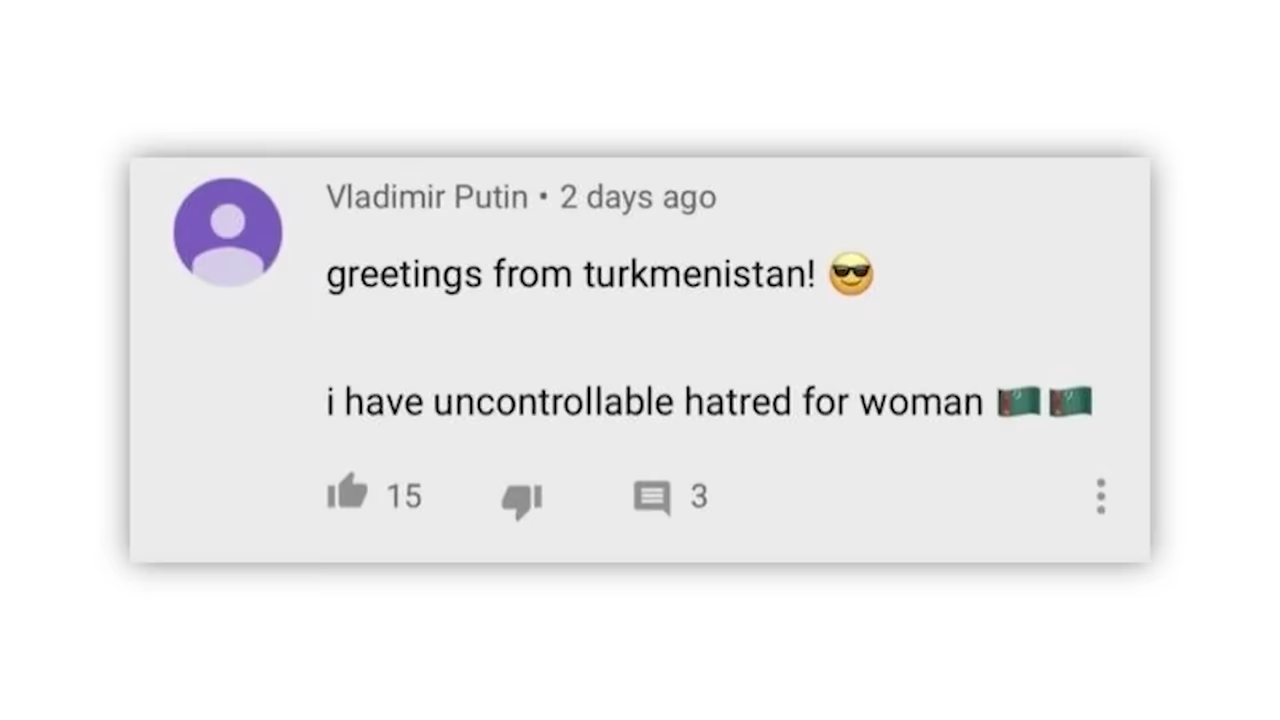 Vladimir Putin • 2 days ago
greetings from turkmenistan! 😎
i have uncontrollable hatred for woman 🇹🇲🇹🇲
15 3